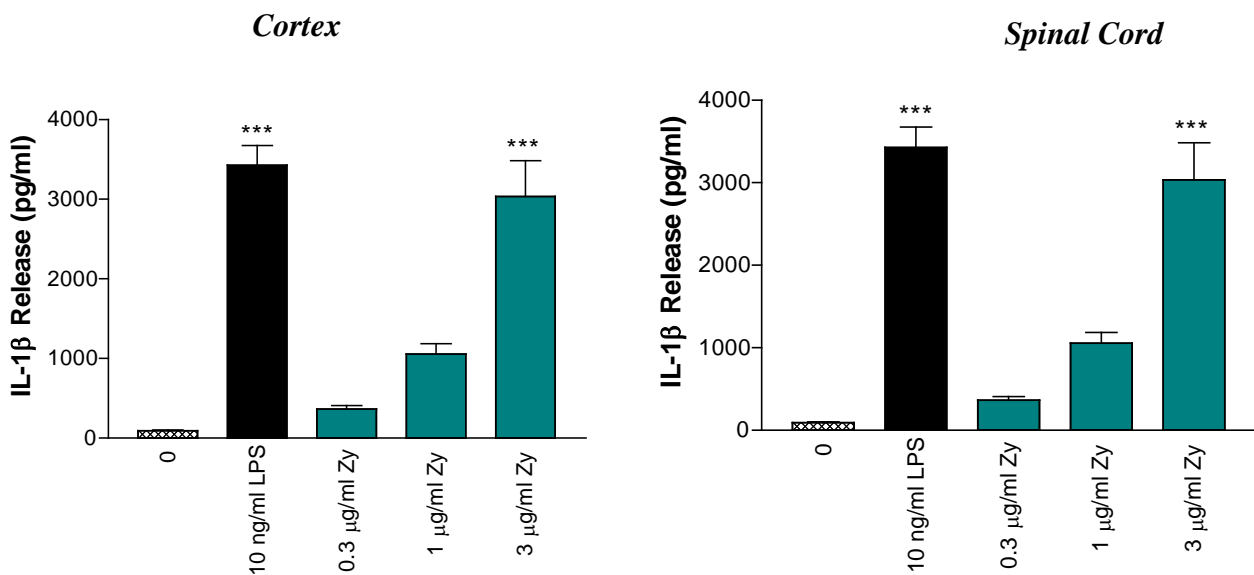 Cortex
IL-1β Release (pg/ml)
4000
3000
2000
1000
0
***
***
0
10 ng/ml LPS
0.3 μg/ml Zy
1 μg/ml Zy
3 μg/ml Zy
Spinal Cord
IL-1β Release (pg/ml)
4000
3000
2000
1000
0
***
***
0
10 ng/ml LPS
0.3 μg/ml Zy
1 μg/ml Zy
3 μg/ml Zy